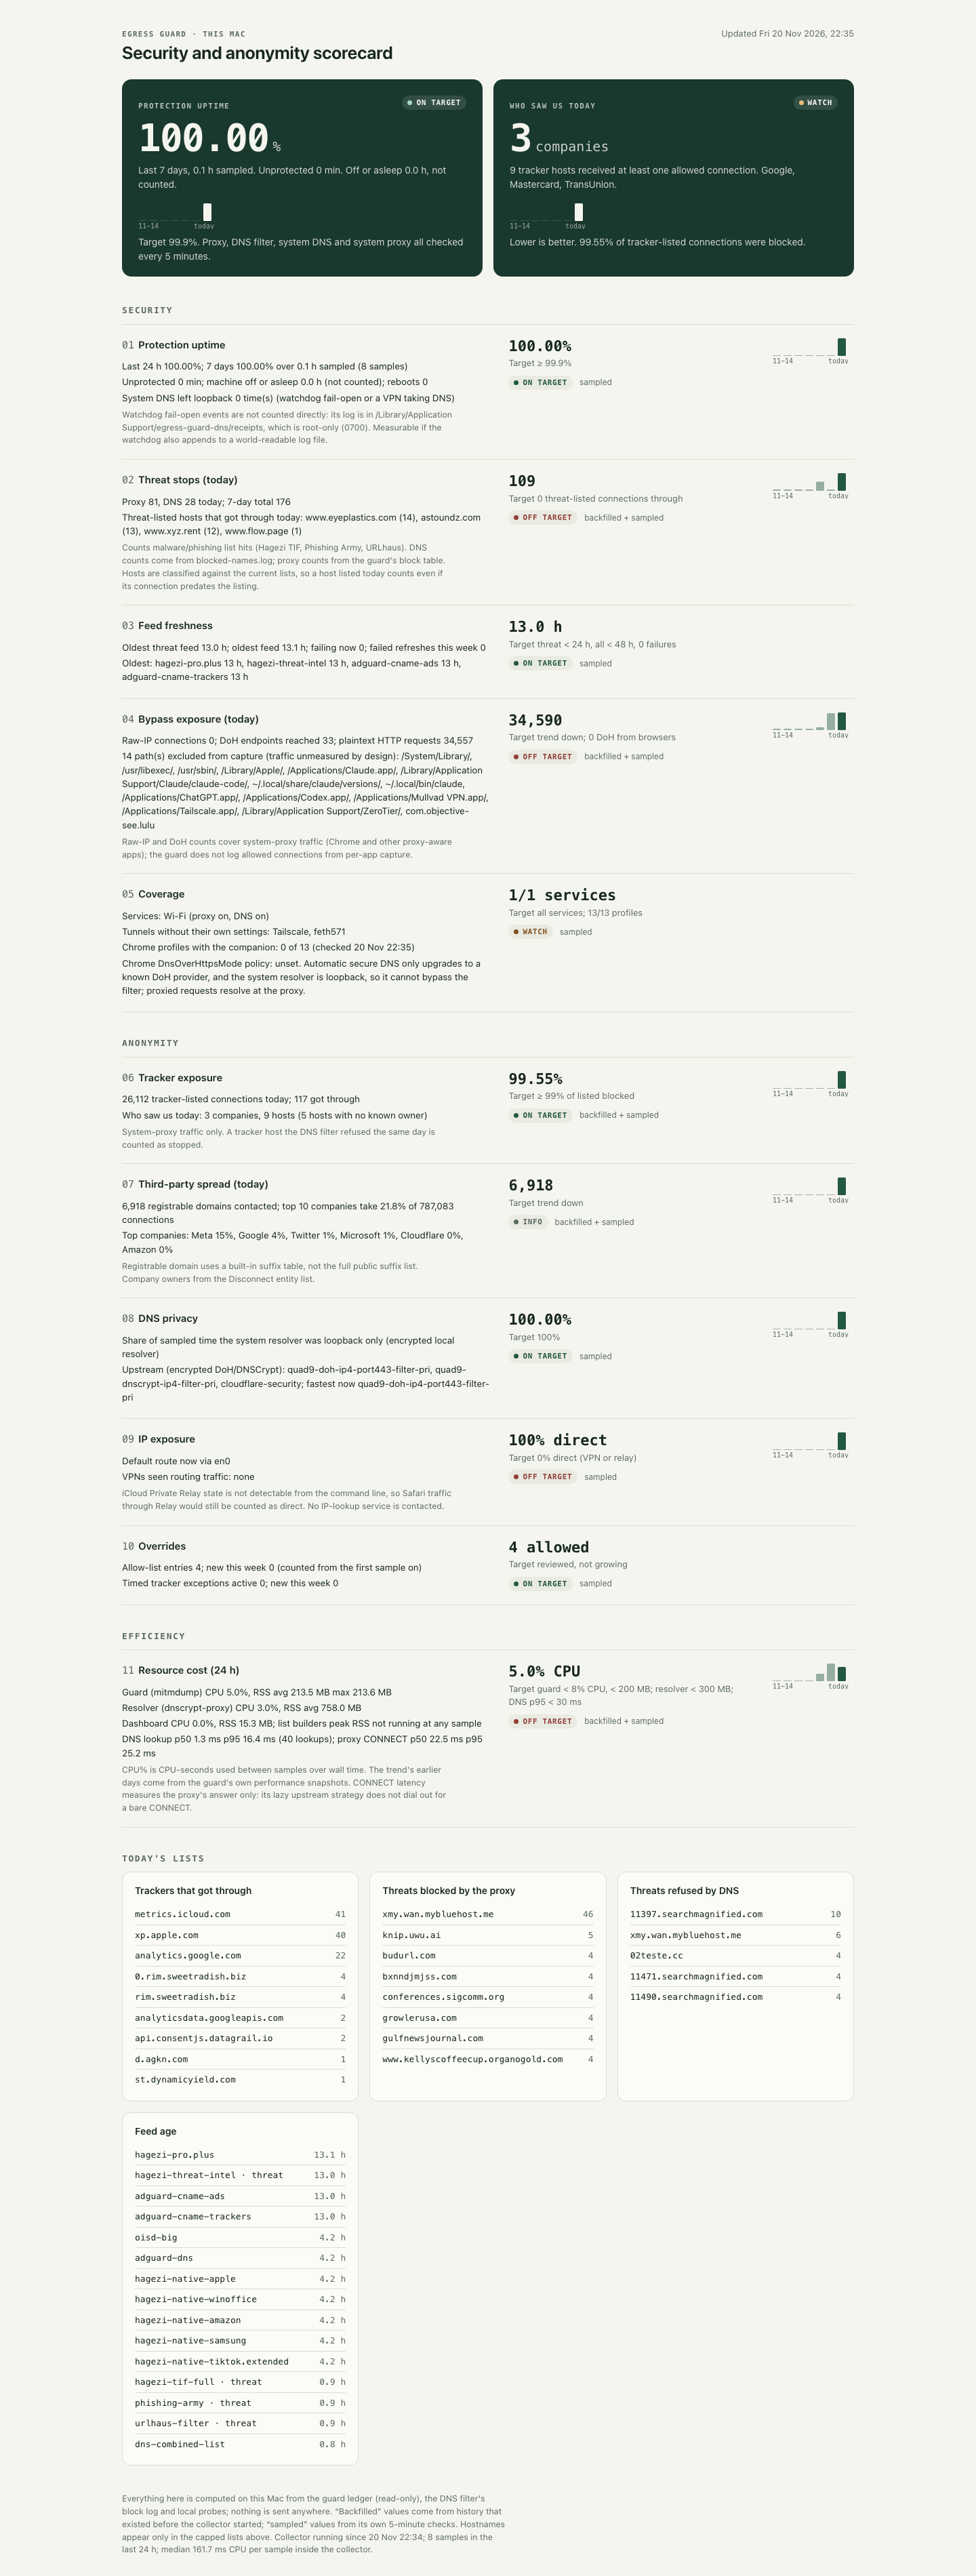 EGRESS GUARD · THIS MAC
Security and anonymity scorecard
Updated Fri 20 Nov 2026, 22:35
PROTECTION UPTIME
ON TARGET
100.00 %
Last 7 days, 0.1 h sampled. Unprotected 0 min. Off or asleep 0.0 h, not
counted.
11–14 today
Target 99.9%. Proxy, DNS filter, system DNS and system proxy all checked
every 5 minutes.
WHO SAW US TODAY
WATCH
3 companies
9 tracker hosts received at least one allowed connection. Google,
Mastercard, TransUnion.
11–14 today
Lower is better. 99.55% of tracker-listed connections were blocked.
SECURITY
01 Protection uptime
Last 24 h 100.00%; 7 days 100.00% over 0.1 h sampled (8 samples)
Unprotected 0 min; machine off or asleep 0.0 h (not counted); reboots 0
System DNS left loopback 0 time(s) (watchdog fail-open or a VPN taking DNS)
Watchdog fail-open events are not counted directly: its log is in /Library/Application
Support/egress-guard-dns/receipts, which is root-only (0700). Measurable if the
watchdog also appends to a world-readable log file.
100.00%
Target ≥ 99.9%
ON TARGET sampled
11–14 today
02 Threat stops (today)
Proxy 81, DNS 28 today; 7-day total 176
Threat-listed hosts that got through today: www.eyeplastics.com (14), astoundz.com
(13), www.xyz.rent (12), www.flow.page (1)
Counts malware/phishing list hits (Hagezi TIF, Phishing Army, URLhaus). DNS
counts come from blocked-names.log; proxy counts from the guard's block table.
Hosts are classified against the current lists, so a host listed today counts even if
its connection predates the listing.
109
Target 0 threat-listed connections through
OFF TARGET backfilled + sampled
11–14 today
03 Feed freshness
Oldest threat feed 13.0 h; oldest feed 13.1 h; failing now 0; failed refreshes this week 0
Oldest: hagezi-pro.plus 13 h, hagezi-threat-intel 13 h, adguard-cname-ads 13 h,
adguard-cname-trackers 13 h
13.0 h
Target threat < 24 h, all < 48 h, 0 failures
ON TARGET sampled
04 Bypass exposure (today)
Raw-IP connections 0; DoH endpoints reached 33; plaintext HTTP requests 34,557
14 path(s) excluded from capture (traffic unmeasured by design): /System/Library/,
/usr/libexec/, /usr/sbin/, /Library/Apple/, /Applications/Claude.app/, /Library/Application
Support/Claude/claude-code/, ~/.local/share/claude/versions/, ~/.local/bin/claude,
/Applications/ChatGPT.app/, /Applications/Codex.app/, /Applications/Mullvad VPN.app/,
/Applications/Tailscale.app/, /Library/Application Support/ZeroTier/, com.objective-
see.lulu
Raw-IP and DoH counts cover system-proxy traffic (Chrome and other proxy-aware
apps); the guard does not log allowed connections from per-app capture.
34,590
Target trend down; 0 DoH from browsers
OFF TARGET backfilled + sampled
11–14 today
05 Coverage
Services: Wi-Fi (proxy on, DNS on)
Tunnels without their own settings: Tailscale, feth571
Chrome profiles with the companion: 0 of 13 (checked 20 Nov 22:35)
Chrome DnsOverHttpsMode policy: unset. Automatic secure DNS only upgrades to a
known DoH provider, and the system resolver is loopback, so it cannot bypass the
filter; proxied requests resolve at the proxy.
1/1 services
Target all services; 13/13 profiles
WATCH sampled
ANONYMITY
06 Tracker exposure
26,112 tracker-listed connections today; 117 got through
Who saw us today: 3 companies, 9 hosts (5 hosts with no known owner)
System-proxy traffic only. A tracker host the DNS filter refused the same day is
counted as stopped.
99.55%
Target ≥ 99% of listed blocked
ON TARGET backfilled + sampled
11–14 today
07 Third-party spread (today)
6,918 registrable domains contacted; top 10 companies take 21.8% of 787,083
connections
Top companies: Meta 15%, Google 4%, Twitter 1%, Microsoft 1%, Cloudflare 0%,
Amazon 0%
Registrable domain uses a built-in suffix table, not the full public suffix list.
Company owners from the Disconnect entity list.
6,918
Target trend down
INFO backfilled + sampled
11–14 today
08 DNS privacy
Share of sampled time the system resolver was loopback only (encrypted local
resolver)
Upstream (encrypted DoH/DNSCrypt): quad9-doh-ip4-port443-filter-pri, quad9-
dnscrypt-ip4-filter-pri, cloudflare-security; fastest now quad9-doh-ip4-port443-filter-
pri
100.00%
Target 100%
ON TARGET sampled
11–14 today
09 IP exposure
Default route now via en0
VPNs seen routing traffic: none
iCloud Private Relay state is not detectable from the command line, so Safari traffic
through Relay would still be counted as direct. No IP-lookup service is contacted.
100% direct
Target 0% direct (VPN or relay)
OFF TARGET sampled
11–14 today
10 Overrides
Allow-list entries 4; new this week 0 (counted from the first sample on)
Timed tracker exceptions active 0; new this week 0
4 allowed
Target reviewed, not growing
ON TARGET sampled
EFFICIENCY
11 Resource cost (24 h)
Guard (mitmdump) CPU 5.0%, RSS avg 213.5 MB max 213.6 MB
Resolver (dnscrypt-proxy) CPU 3.0%, RSS avg 758.0 MB
Dashboard CPU 0.0%, RSS 15.3 MB; list builders peak RSS not running at any sample
DNS lookup p50 1.3 ms p95 16.4 ms (40 lookups); proxy CONNECT p50 22.5 ms p95
25.2 ms
CPU% is CPU-seconds used between samples over wall time. The trend's earlier
days come from the guard's own performance snapshots. CONNECT latency
measures the proxy's answer only: its lazy upstream strategy does not dial out for
a bare CONNECT.
5.0% CPU
Target guard < 8% CPU, < 200 MB; resolver < 300 MB;
DNS p95 < 30 ms
OFF TARGET backfilled + sampled
11–14 today
TODAY'S LISTS
Trackers that got through
metrics.icloud.com 41
xp.apple.com 40
analytics.google.com 22
0.rim.sweetradish.biz 4
rim.sweetradish.biz 4
analyticsdata.googleapis.com 2
api.consentjs.datagrail.io 2
d.agkn.com 1
st.dynamicyield.com 1
Threats blocked by the proxy
xmy.wan.mybluehost.me 46
knip.uwu.ai 5
budurl.com 4
bxnndjmjss.com 4
conferences.sigcomm.org 4
growlerusa.com 4
gulfnewsjournal.com 4
www.kellyscoffeecup.organogold.com 4
Threats refused by DNS
11397.searchmagnified.com 10
xmy.wan.mybluehost.me 6
02teste.cc 4
11471.searchmagnified.com 4
11490.searchmagnified.com 4
Feed age
hagezi-pro.plus 13.1 h
hagezi-threat-intel · threat 13.0 h
adguard-cname-ads 13.0 h
adguard-cname-trackers 13.0 h
oisd-big 4.2 h
adguard-dns 4.2 h
hagezi-native-apple 4.2 h
hagezi-native-winoffice 4.2 h
hagezi-native-amazon 4.2 h
hagezi-native-samsung 4.2 h
hagezi-native-tiktok.extended 4.2 h
hagezi-tif-full · threat 0.9 h
phishing-army · threat 0.9 h
urlhaus-filter · threat 0.9 h
dns-combined-list 0.8 h
Everything here is computed on this Mac from the guard ledger (read-only), the DNS filter's
block log and local probes; nothing is sent anywhere. “Backfilled” values come from history that
existed before the collector started; “sampled” values from its own 5-minute checks. Hostnames
appear only in the capped lists above. Collector running since 20 Nov 22:34; 8 samples in the
last 24 h; median 161.7 ms CPU per sample inside the collector.